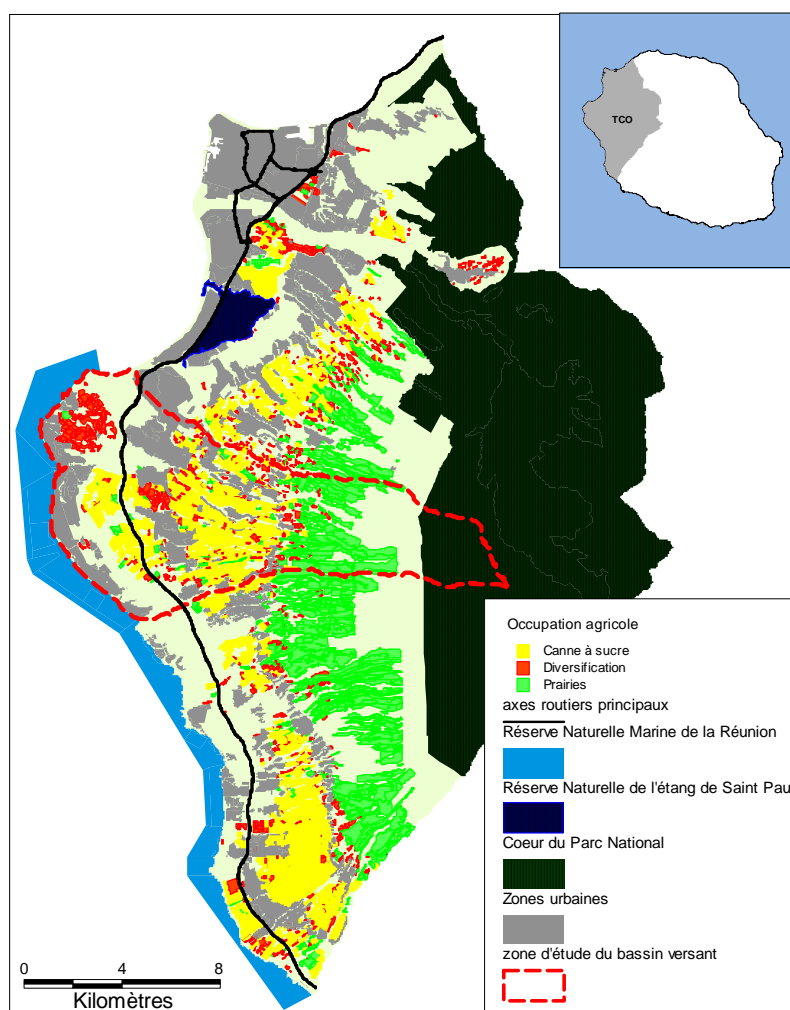 TCO
Occupation agricole
Canne à sucre
Diversification
Prairies
axes routiers principaux
Réserve Naturelle Marine de la Réunion
Réserve Naturelle de l'étang de Saint Pau
Coeur du Parc National
Zones urbaines
zone d'étude du bassin versant
0 4 8
Kilomètres